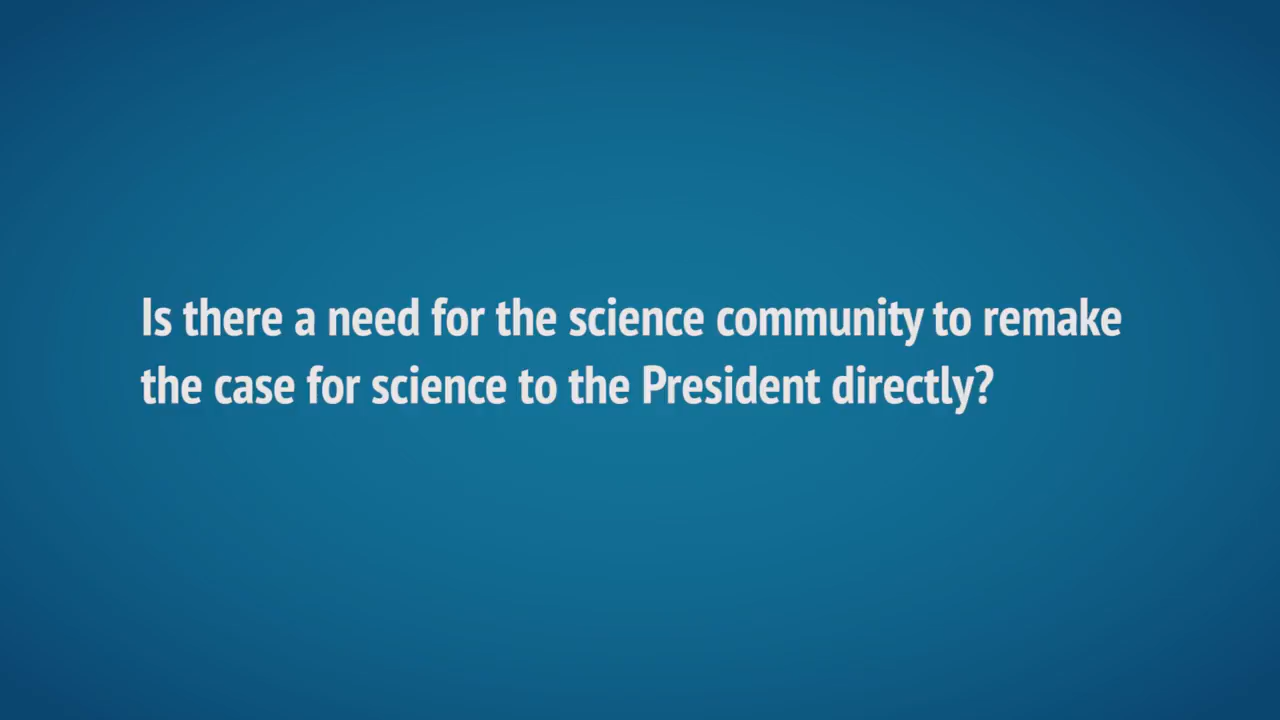 Is there a need for the science community to remake
the case for science to the President directly?